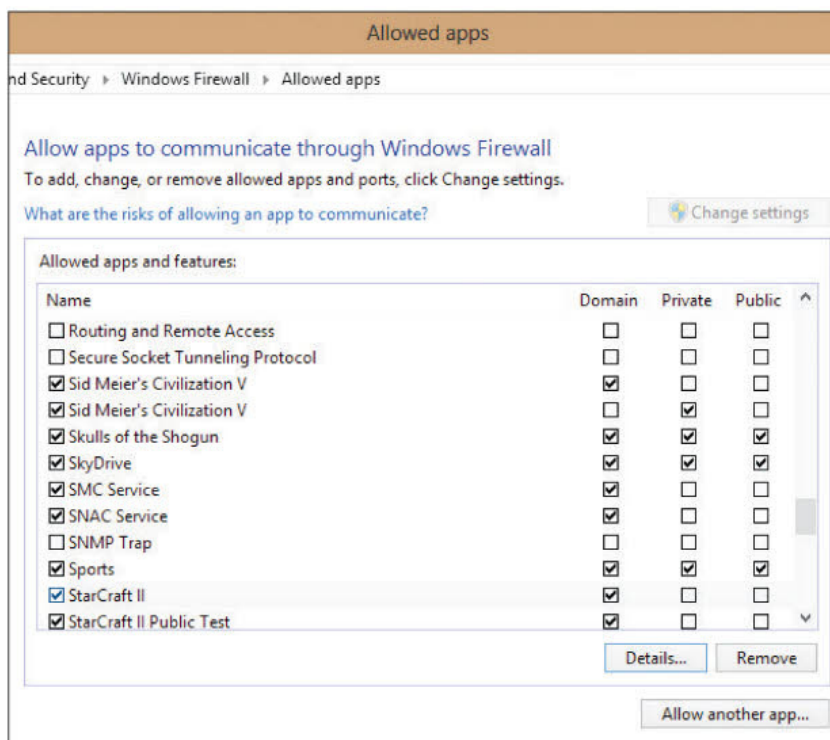 Allowed apps
nd Security ▸ Windows Firewall ▸ Allowed apps
Allow apps to communicate through Windows Firewall
To add, change, or remove allowed apps and ports, click Change settings.
What are the risks of allowing an app to communicate?
Change settings
Allowed apps and features:
Name Domain Private Public
Routing and Remote Access
Secure Socket Tunneling Protocol
Sid Meier's Civilization V
Sid Meier's Civilization V
Skulls of the Shogun
SkyDrive
SMC Service
SNAC Service
SNMP Trap
Sports
StarCraft II
StarCraft II Public Test
Details... Remove
Allow another app...